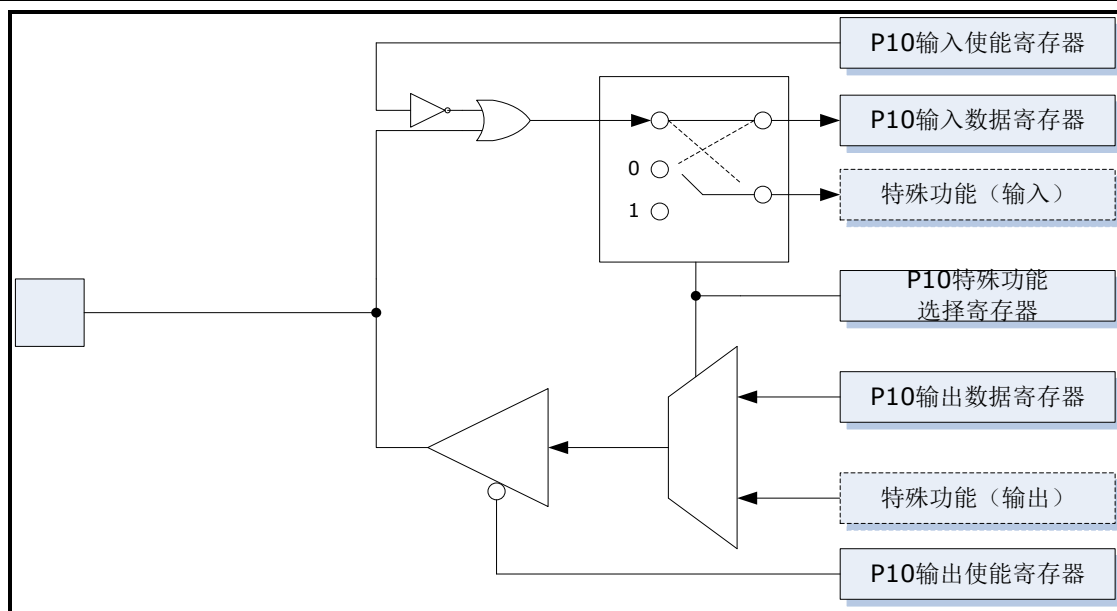 P10输入使能寄存器
P10输入数据寄存器
0
特殊功能（输入）
1
P10特殊功能
选择寄存器
P10输出数据寄存器
特殊功能（输出）
P10输出使能寄存器